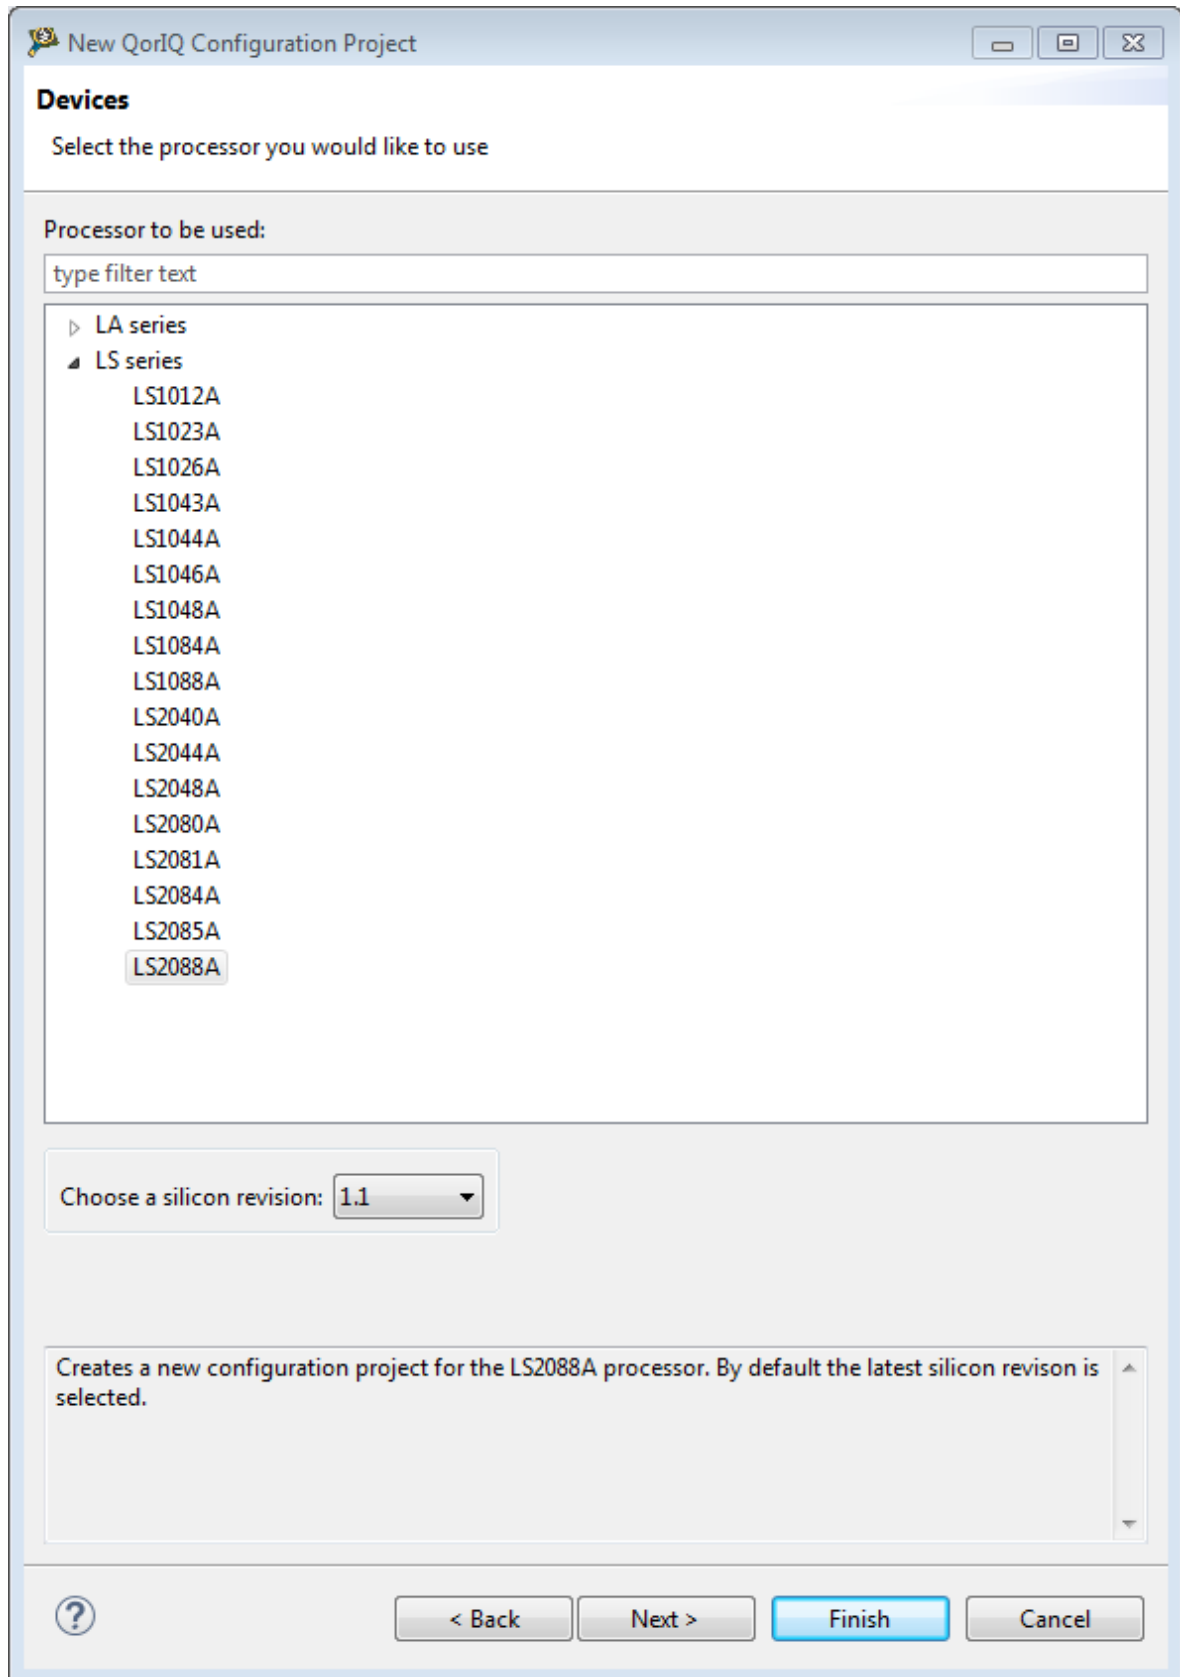 New QorIQ Configuration Project
Devices
Select the processor you would like to use
Processor to be used:
type filter text
LA series
LS series
LS1012A
LS1023A
LS1026A
LS1043A
LS1044A
LS1046A
LS1048A
LS1084A
LS1088A
LS2040A
LS2044A
LS2048A
LS2080A
LS2081A
LS2084A
LS2085A
LS2088A
Choose a silicon revision: 1.1
Creates a new configuration project for the LS2088A processor. By default the latest silicon revison is
selected.
? < Back Next > Finish Cancel